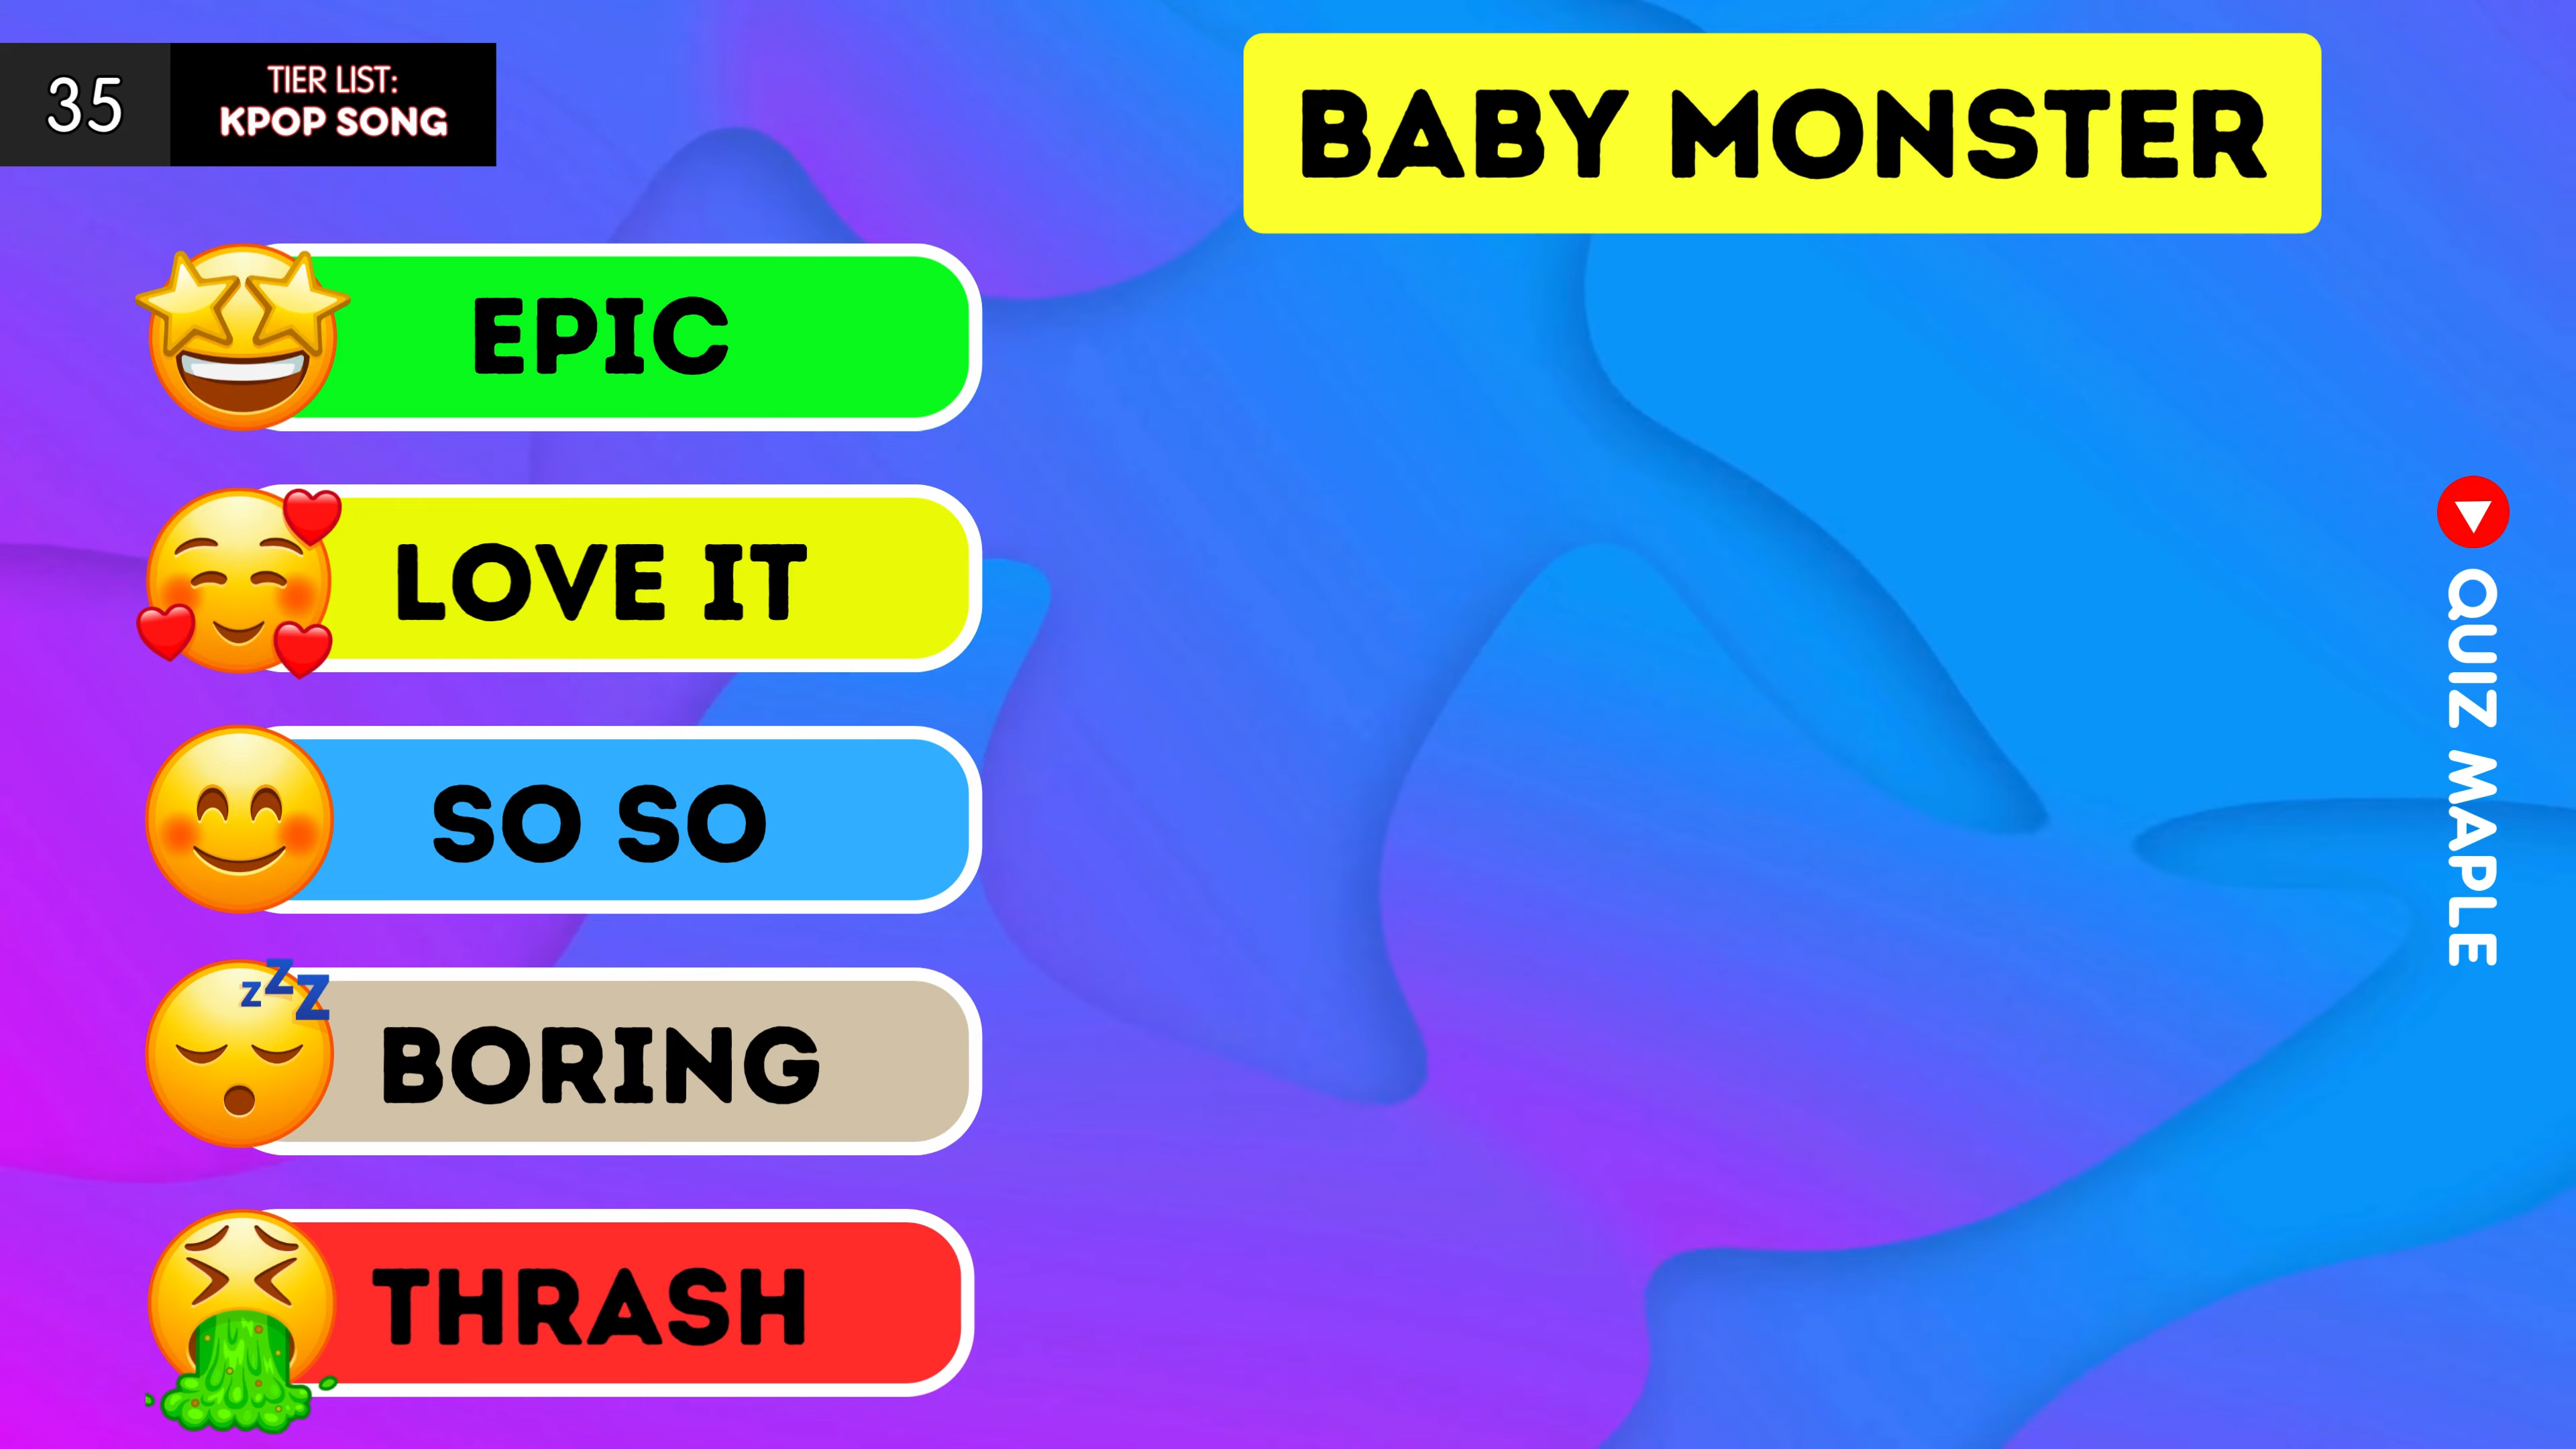 35
TIER LIST:
KPOP SONG
BABY MONSTER
EPIC
LOVE IT
SO SO
BORING
THRASH
QUIZ MAPLE